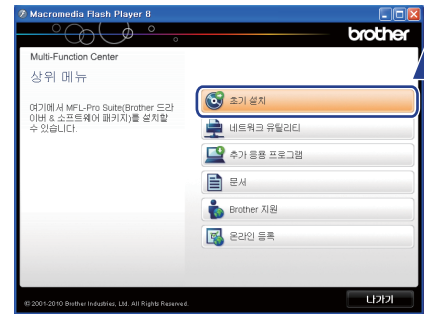 Macromedia Flash Player 8
brother
Multi-Function Center
상위 메뉴
여기에서 MFL-Pro Suite(Brother 드라
이버 & 소프트웨어 패키지)를 설치할
수 있습니다.
초기 설치
네트워크 유틸리티
추가 응용 프로그램
문서
Brother 지원
온라인 등록
© 2001-2010 Brother Industries, Ltd. All Rights Reserved.
나가기